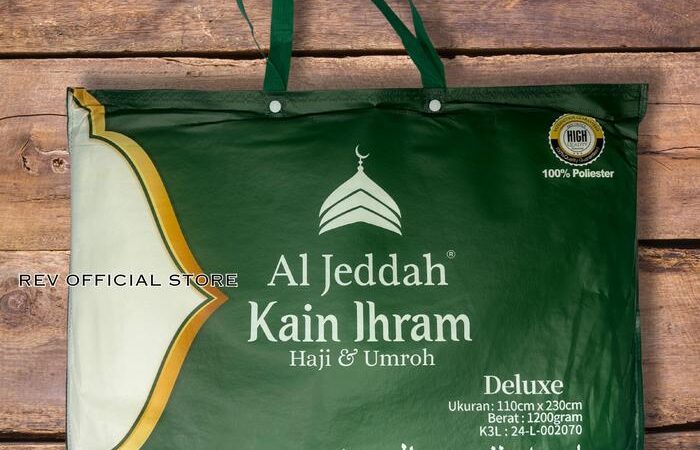 HIGH
100% Poliester
REV OFFICIAL STORE
Al Jeddah®
Kain Ihram
Haji & Umroh
Deluxe
Ukuran : 110cm x 230cm
Berat : 1200gram
K3L : 24-L-002070